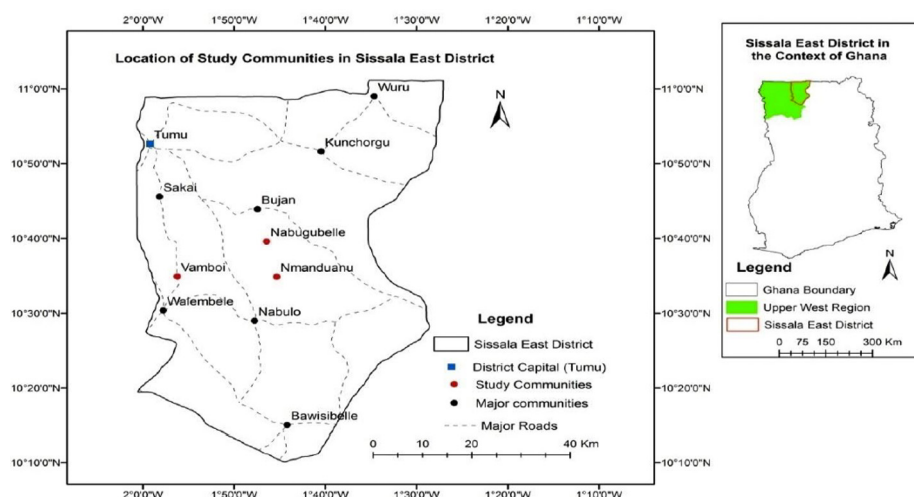 2°0'0"W 1°50'0"W 1°40'0"W 1°30'0"W 1°20'0"W 1°10'0"W
Location of Study Communities in Sissala East District
11°0'0"N
10°50'0"N
10°40'0"N
10°30'0"N
10°20'0"N
10°10'0"N
N
Wuru
Tumu
Kunchorgu
Sakai
Bujan
Nabugubelle
Vamboi
Nmanduanu
Walembele
Nabulo
Bawisibelle
Legend
Sissala East District
District Capital (Tumu)
Study Communities
Major communities
Major Roads
0 10 20 40 Km
11°0'0"N
10°50'0"N
10°40'0"N
10°30'0"N
10°20'0"N
10°10'0"N
2°0'0"W 1°50'0"W 1°40'0"W 1°30'0"W 1°20'0"W 1°10'0"W
Sissala East District in
the Context of Ghana
Legend
N
Ghana Boundary
Upper West Region
Sissala East District
0 75 150 300 Km